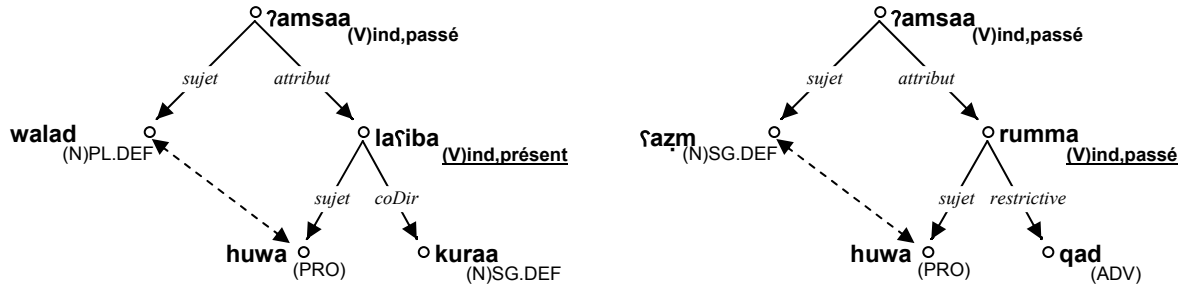 ʔamsaa(V)ind,passé ʔamsaa(V)ind,passé
sujet attribut sujet attribut
walad(N)PL.DEF laʕiba(V)ind,présent ʕaẓm(N)SG.DEF rumma(V)ind,passé
sujet coDir sujet restrictive
huwa(PRO) kuraa(N)SG.DEF huwa(PRO) qad(ADV)